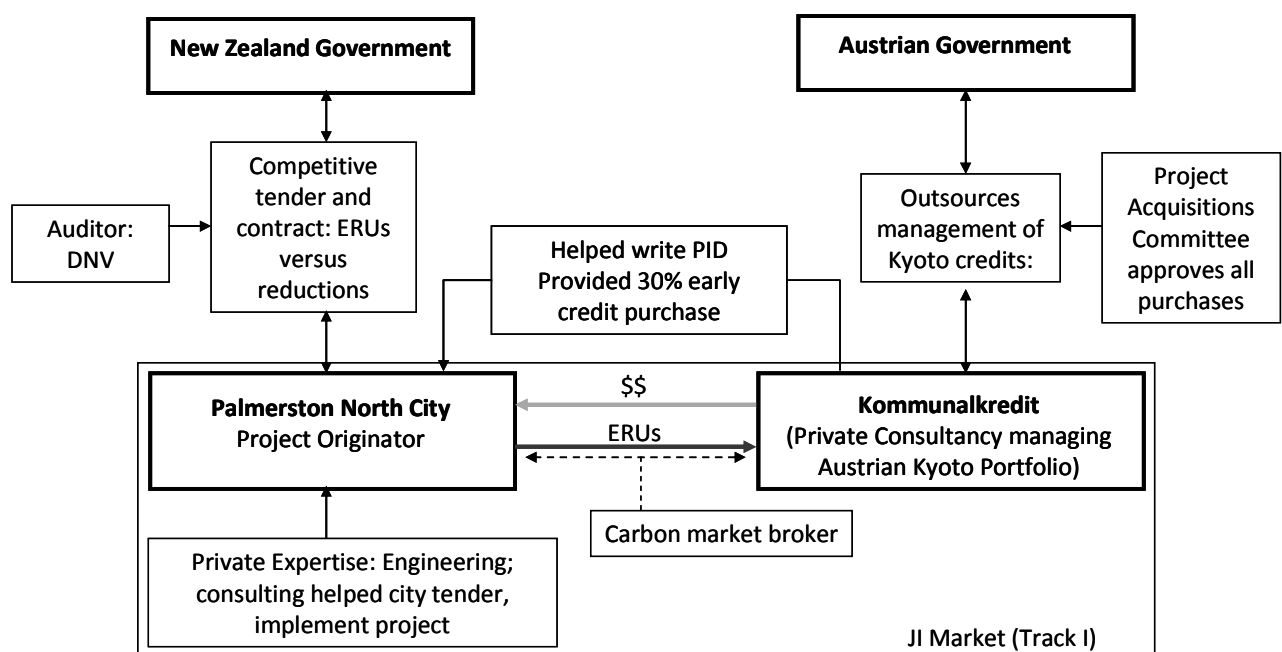 New Zealand Government
Austrian Government
Competitive
tender and
contract: ERUs
versus
reductions
Auditor:
DNV
Helped write PID
Provided 30% early
credit purchase
Outsources
management of
Kyoto credits:
Project
Acquisitions
Committee
approves all
purchases
Palmerston North City
Project Originator
$$
ERUs
Kommunalkredit
(Private Consultancy managing
Austrian Kyoto Portfolio)
Carbon market broker
Private Expertise: Engineering;
consulting helped city tender,
implement project
JI Market (Track I)